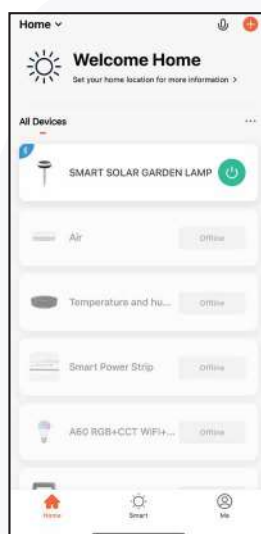 Home
Welcome Home
Set your home location for more information >
All Devices
SMART SOLAR GARDEN LAMP
Air
Offline
Temperature and hu...
Offline
Smart Power Strip
Offline
A60 RGB+CCT WiFi+...
Offline
Home
Smart
Me